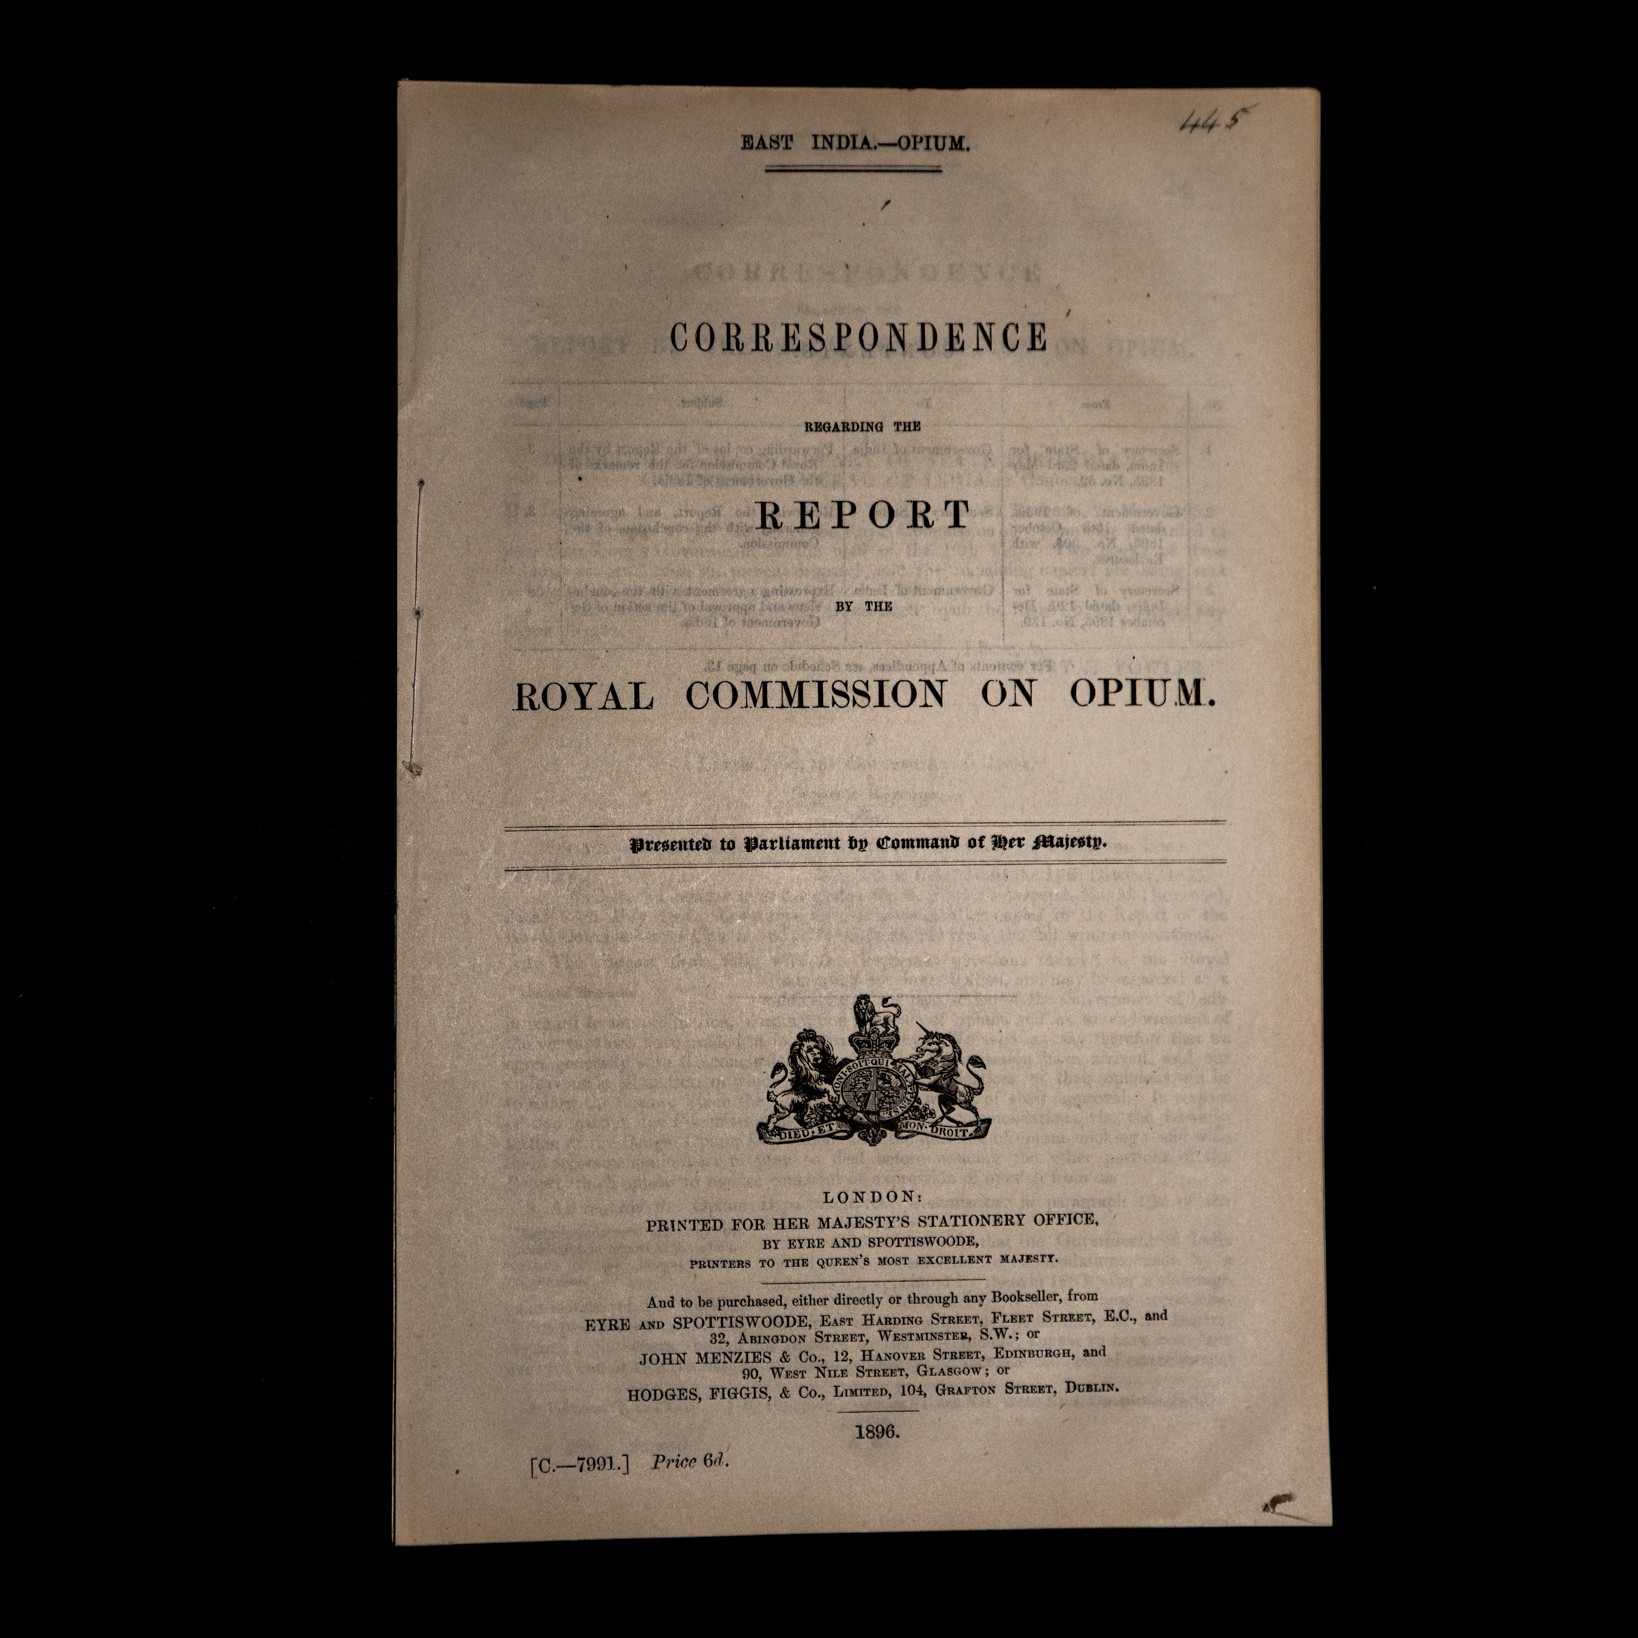 445
EAST INDIA.—OPIUM.
CORRESPONDENCE
REGARDING THE
REPORT
BY THE
ROYAL COMMISSION ON OPIUM.
Presented to Parliament by Command of Her Majesty.
DIEU·ET MON·DROIT.
LONDON:
PRINTED FOR HER MAJESTY'S STATIONERY OFFICE,
BY EYRE AND SPOTTISWOODE,
PRINTERS TO THE QUEEN'S MOST EXCELLENT MAJESTY.
And to be purchased, either directly or through any Bookseller, from
EYRE AND SPOTTISWOODE, EAST HARDING STREET, FLEET STREET, E.C., and
32, ABINGDON STREET, WESTMINSTER, S.W.; or
JOHN MENZIES & Co., 12, HANOVER STREET, EDINBURGH, and
90, WEST NILE STREET, GLASGOW; or
HODGES, FIGGIS, & Co., LIMITED, 104, GRAFTON STREET, DUBLIN.
1896.
[C.—7991.] Price 6d.